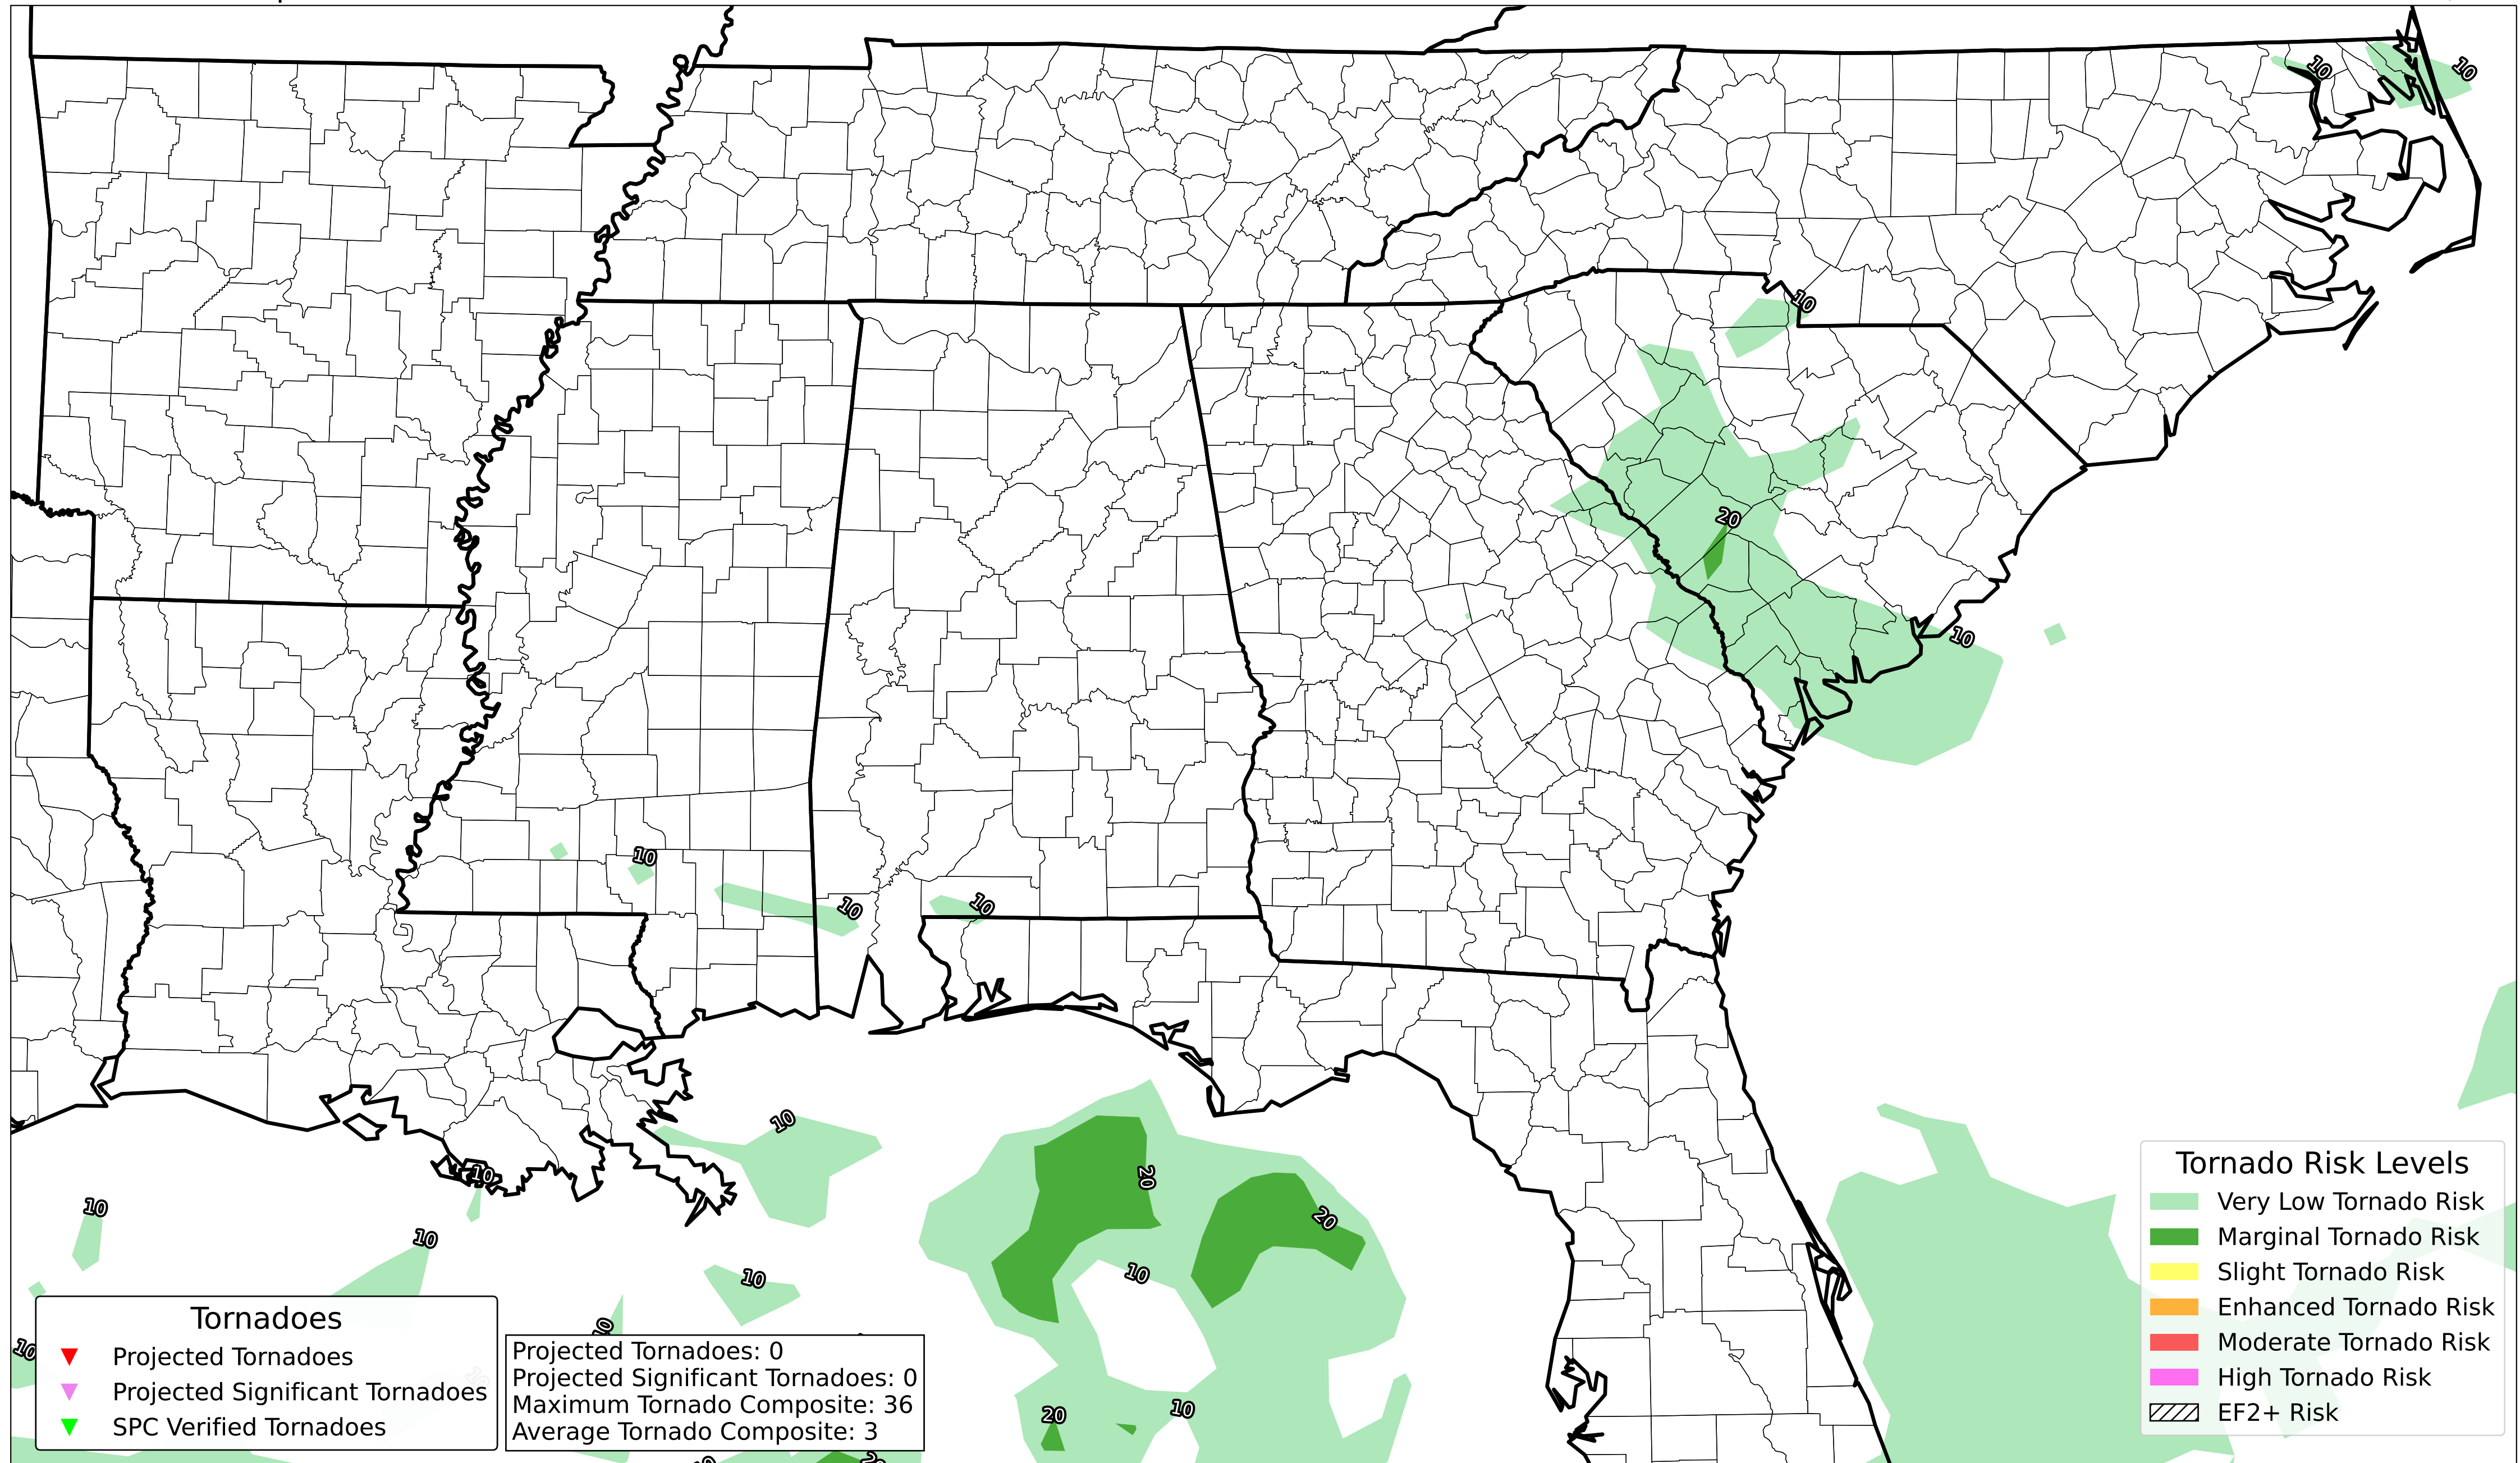 10
10
10
20
10
10
10
10
10
20
10
10
20
10
10
10
10
10
20
10
Tornado Risk Levels
Very Low Tornado Risk
Marginal Tornado Risk
Slight Tornado Risk
Enhanced Tornado Risk
Moderate Tornado Risk
High Tornado Risk
EF2+ Risk
Tornadoes
Projected Tornadoes
Projected Significant Tornadoes
SPC Verified Tornadoes
Projected Tornadoes: 0
Projected Significant Tornadoes: 0
Maximum Tornado Composite: 36
Average Tornado Composite: 3
10